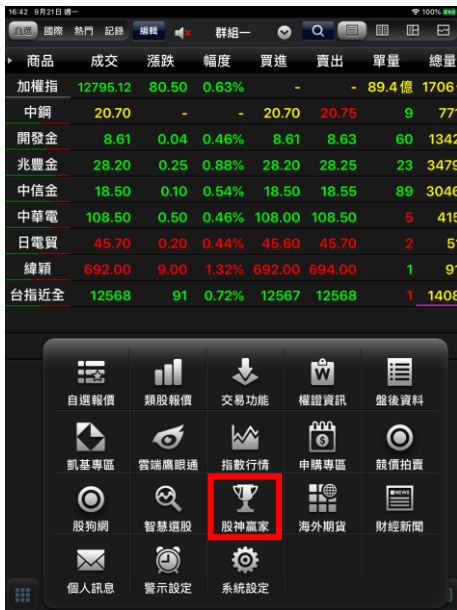 16:42 9月21日 週一 100%
自選 國際 熱門 記錄 編輯 群組一
商品 成交 漲跌 幅度 買進 賣出 單量 總量
加權指 12795.12 80.50 0.63% - - 89.4億 1706
中鋼 20.70 - - 20.70 20.75 9 77
開發金 8.61 0.04 0.46% 8.61 8.63 60 1342
兆豐金 28.20 0.25 0.88% 28.20 28.25 23 3479
中信金 18.50 0.10 0.54% 18.50 18.55 89 3046
中華電 108.50 0.50 0.46% 108.00 108.50 5 415
日電貿 45.70 0.20 0.44% 45.60 45.70 2 5
緯穎 692.00 9.00 1.32% 692.00 694.00 1 9
台指近全 12568 91 0.72% 12567 12568 1 1408
自選報價 類股報價 交易功能 權證資訊 盤後資料
凱基專區 雲端鷹眼通 指數行情 申購專區 競價拍賣
股狗網 智慧選股 股神贏家 海外期貨 財經新聞
個人訊息 警示設定 系統設定